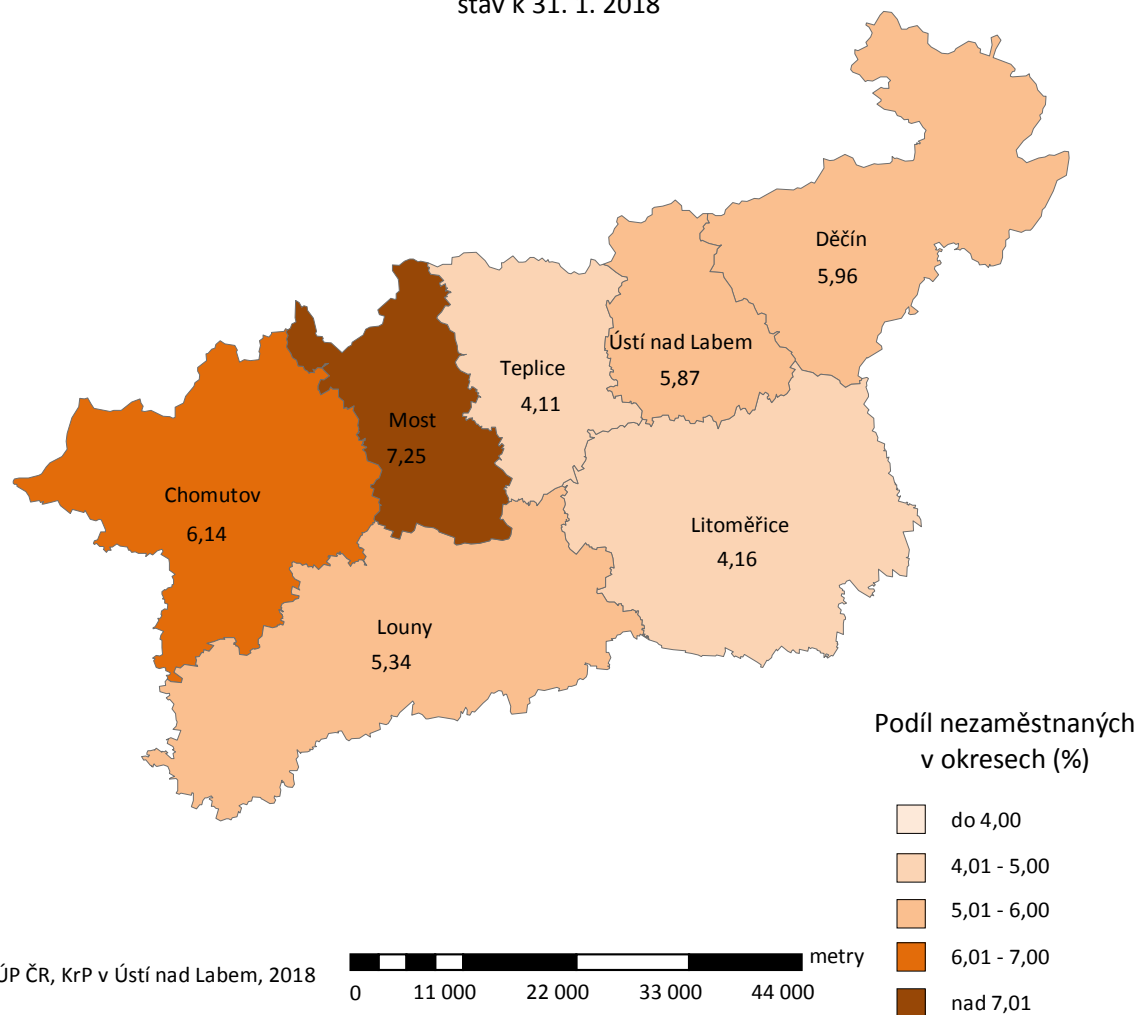 stav k 31. 1. 2018
Děčín
5,96
Ústí nad Labem
5,87
Teplice
4,11
Most
7,25
Chomutov
6,14
Litoměřice
4,16
Louny
5,34
Podíl nezaměstnaných
v okresech (%)
do 4,00
4,01 - 5,00
5,01 - 6,00
6,01 - 7,00
nad 7,01
ÚP ČR, KrP v Ústí nad Labem, 2018
metry
0 11 000 22 000 33 000 44 000